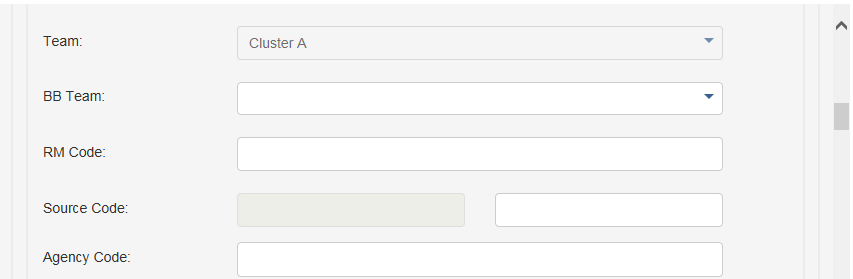 Team: Cluster A
BB Team:
RM Code:
Source Code:
Agency Code: